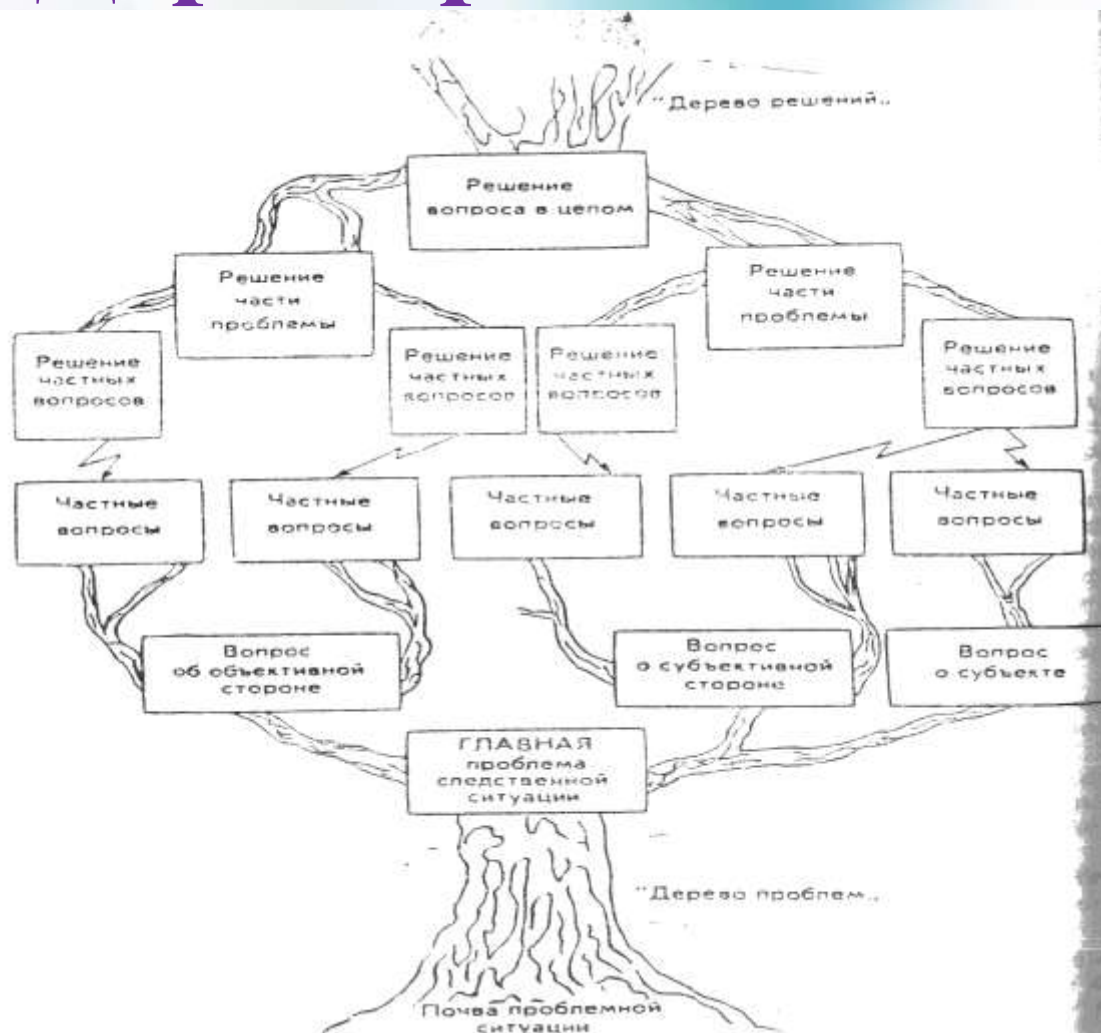 "Дерево решений"
Решение
вопроса в целом
Решение
части
проблемы
Решение
части
проблемы
Решение
частных
вопросов
Решение
частных
вопросов
Решение
частных
вопросов
Решение
частных
вопросов
Частные
вопросы
Частные
вопросы
Частные
вопросы
Частные
вопросы
Частные
вопросы
Вопрос
об объективной
стороне
Вопрос
о субъективной
стороне
Вопрос
о субъекте
ГЛАВНАЯ
проблема
следственной
ситуации
"Дерево проблем"
Почва проблемной
ситуации